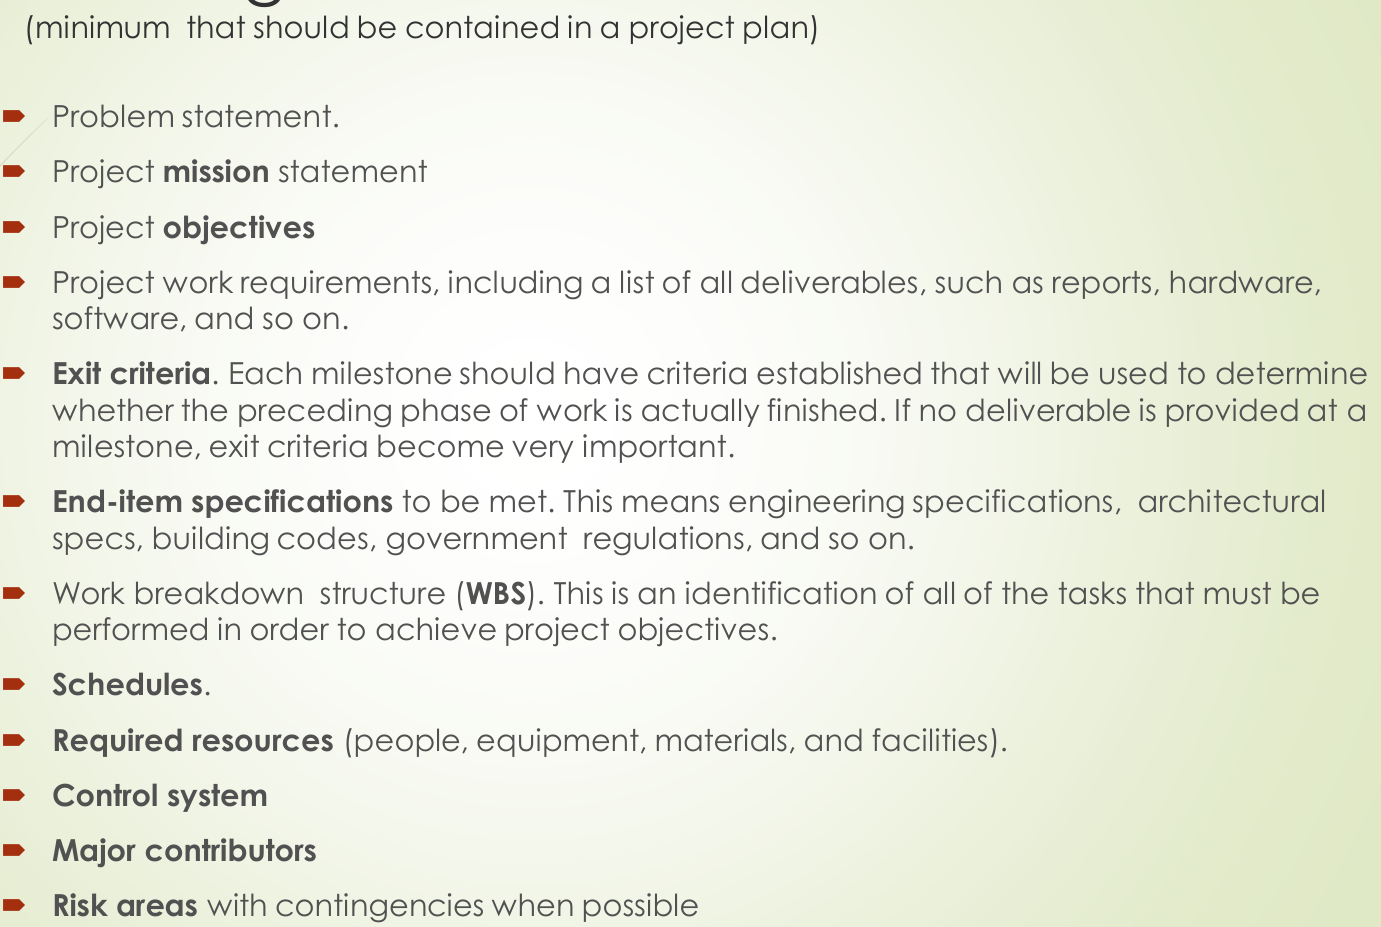 (minimum that should be contained in a project plan)
Problem statement.
Project mission statement
Project objectives
Project work requirements, including a list of all deliverables, such as reports, hardware,
software, and so on.
Exit criteria. Each milestone should have criteria established that will be used to determine
whether the preceding phase of work is actually finished. If no deliverable is provided at a
milestone, exit criteria become very important.
End-item specifications to be met. This means engineering specifications, architectural
specs, building codes, government regulations, and so on.
Work breakdown structure (WBS). This is an identification of all of the tasks that must be
performed in order to achieve project objectives.
Schedules.
Required resources (people, equipment, materials, and facilities).
Control system
Major contributors
Risk areas with contingencies when possible